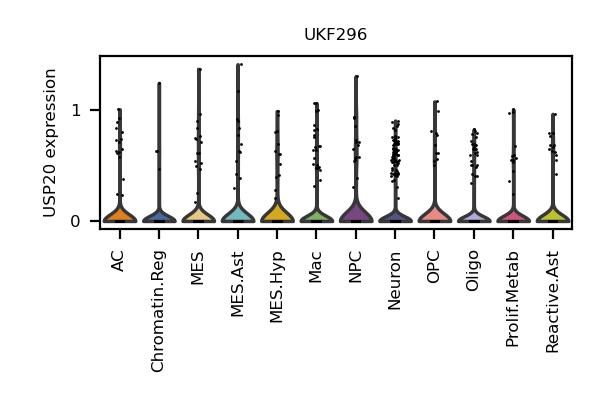 UKF296
USP20 expression
1
0
AC
Chromatin.Reg
MES
MES.Ast
MES.Hyp
Mac
NPC
Neuron
OPC
Oligo
Prolif.Metab
Reactive.Ast